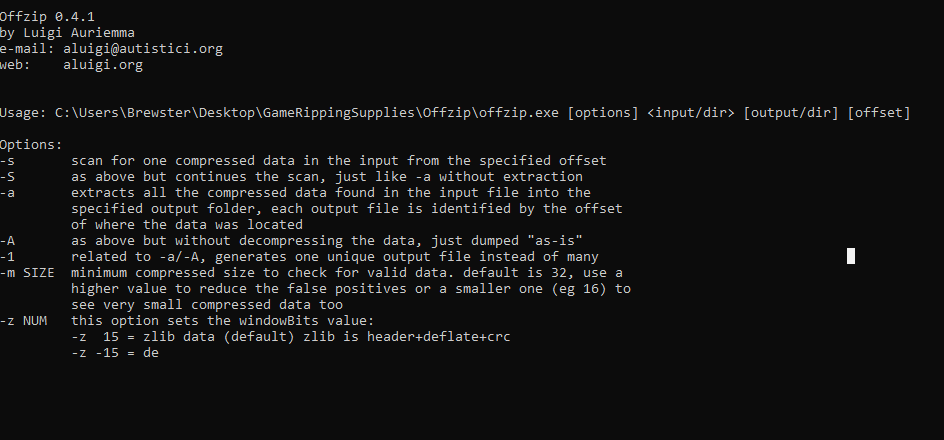 Offzip 0.4.1
by Luigi Auriemma
e-mail: aluigi@autistici.org
web:    aluigi.org
Usage: C:\Users\Brewster\Desktop\GameRippingSupplies\Offzip\offzip.exe [options] <input/dir> [output/dir] [offset]
Options:
-s       scan for one compressed data in the input from the specified offset
-S       as above but continues the scan, just like -a without extraction
-a       extracts all the compressed data found in the input file into the
         specified output folder, each output file is identified by the offset
         of where the data was located
-A       as above but without decompressing the data, just dumped "as-is"
-1       related to -a/-A, generates one unique output file instead of many
-m SIZE  minimum compressed size to check for valid data. default is 32, use a
         higher value to reduce the false positives or a smaller one (eg 16) to
         see very small compressed data too
-z NUM   this option sets the windowBits value:
         -z  15 = zlib data (default) zlib is header+deflate+crc
         -z -15 = de